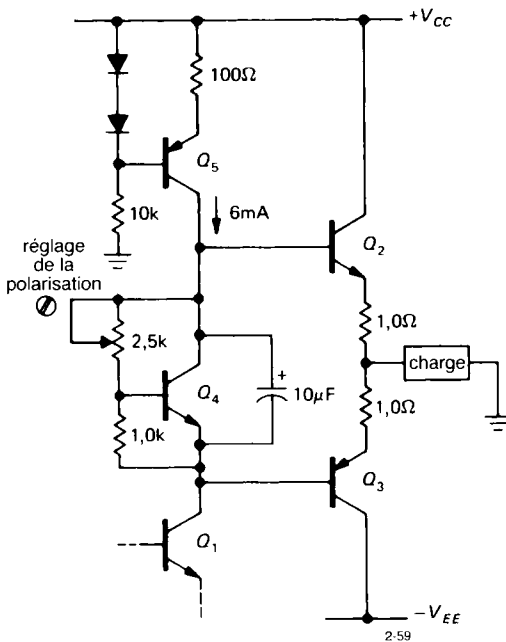 +V_CC
100Ω
Q₅
10k
6mA
réglage
de la
polarisation
Q₂
2,5k
1,0Ω
+
charge
Q₄
10µF
1,0Ω
1,0k
Q₃
Q₁
−V_EE
2-59